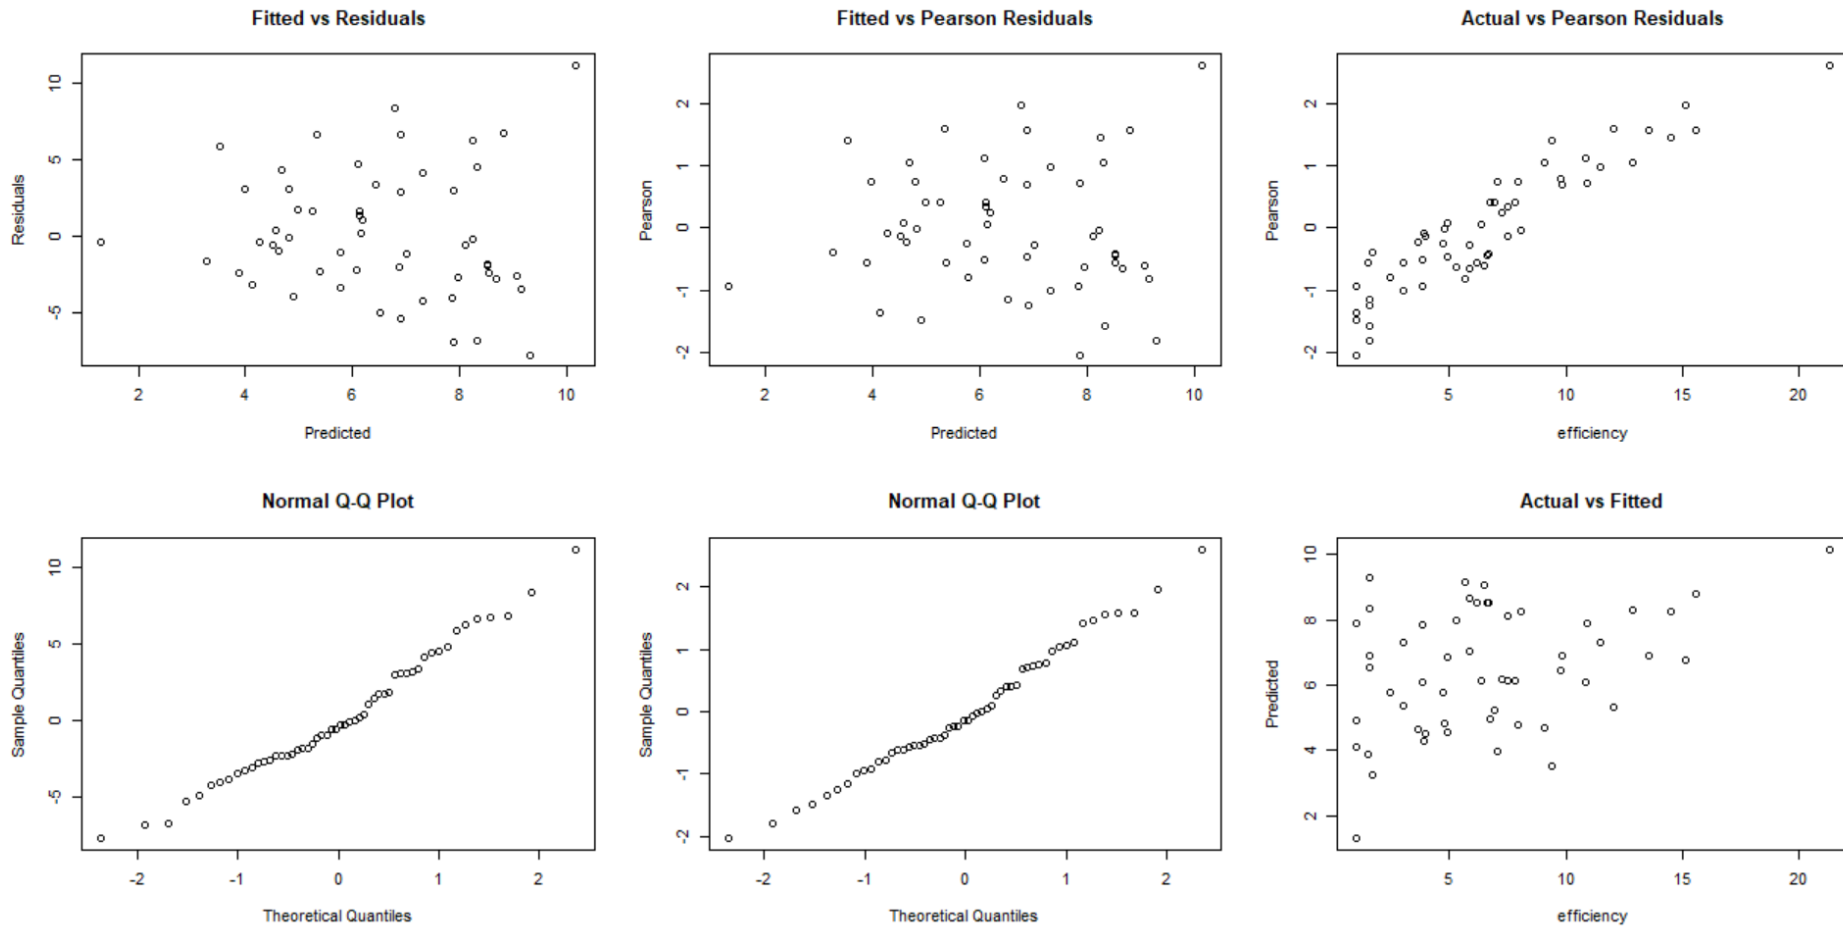 Fitted vs Residuals
Residuals
10
5
0
-5
2 4 6 8 10
Predicted
Fitted vs Pearson Residuals
Pearson
2
1
0
-1
-2
2 4 6 8 10
Predicted
Actual vs Pearson Residuals
Pearson
2
1
0
-1
-2
5 10 15 20
efficiency
Normal Q-Q Plot
Sample Quantiles
10
5
0
-5
-2 -1 0 1 2
Theoretical Quantiles
Normal Q-Q Plot
Sample Quantiles
2
1
0
-1
-2
-2 -1 0 1 2
Theoretical Quantiles
Actual vs Fitted
Predicted
10
8
6
4
2
5 10 15 20
efficiency